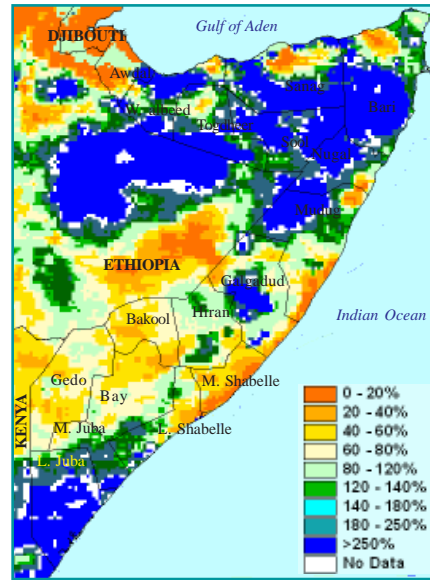 Gulf of Aden
DJIBOUTI
Awdal
Sanag
Bari
W. galbeed
Togdheer
Sool
Nugal
Mudug
ETHIOPIA
Galgadud
Hiran
Bakool
Indian Ocean
Gedo
Bay
M. Shabelle
KENYA
M. Juba
L. Shabelle
L. Juba
0 - 20%
20 - 40%
40 - 60%
60 - 80%
80 - 120%
120 - 140%
140 - 180%
180 - 250%
>250%
No Data